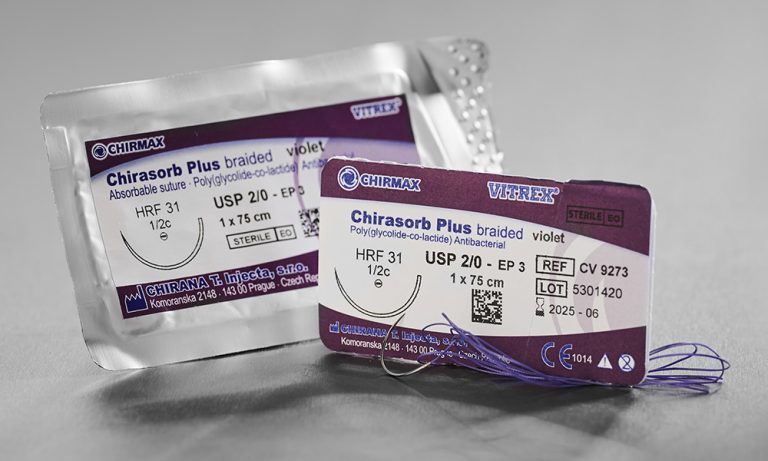 CHIRMAX
VITREX®
Chirasorb Plus braided violet
Absorbable suture · Poly(glycolide-co-lactide) Antibacterial
HRF 31
1/2c
USP 2/0 - EP 3
1 x 75 cm
STERILE EO
CHIRANA T. Injecta, s.r.o.
Komoranska 2148 · 143 00 Prague · Czech Rep
CHIRMAX
VITREX®
STERILE EO
Chirasorb Plus braided violet
Poly(glycolide-co-lactide) Antibacterial
HRF 31
1/2c
USP 2/0 - EP 3
1 x 75 cm
REF CV 9273
LOT 5301420
2025 - 06
CHIRANA T. Injecta, s.r.o.
Komoranska 2148 · 143 00 Prague · Czech
CE 1014